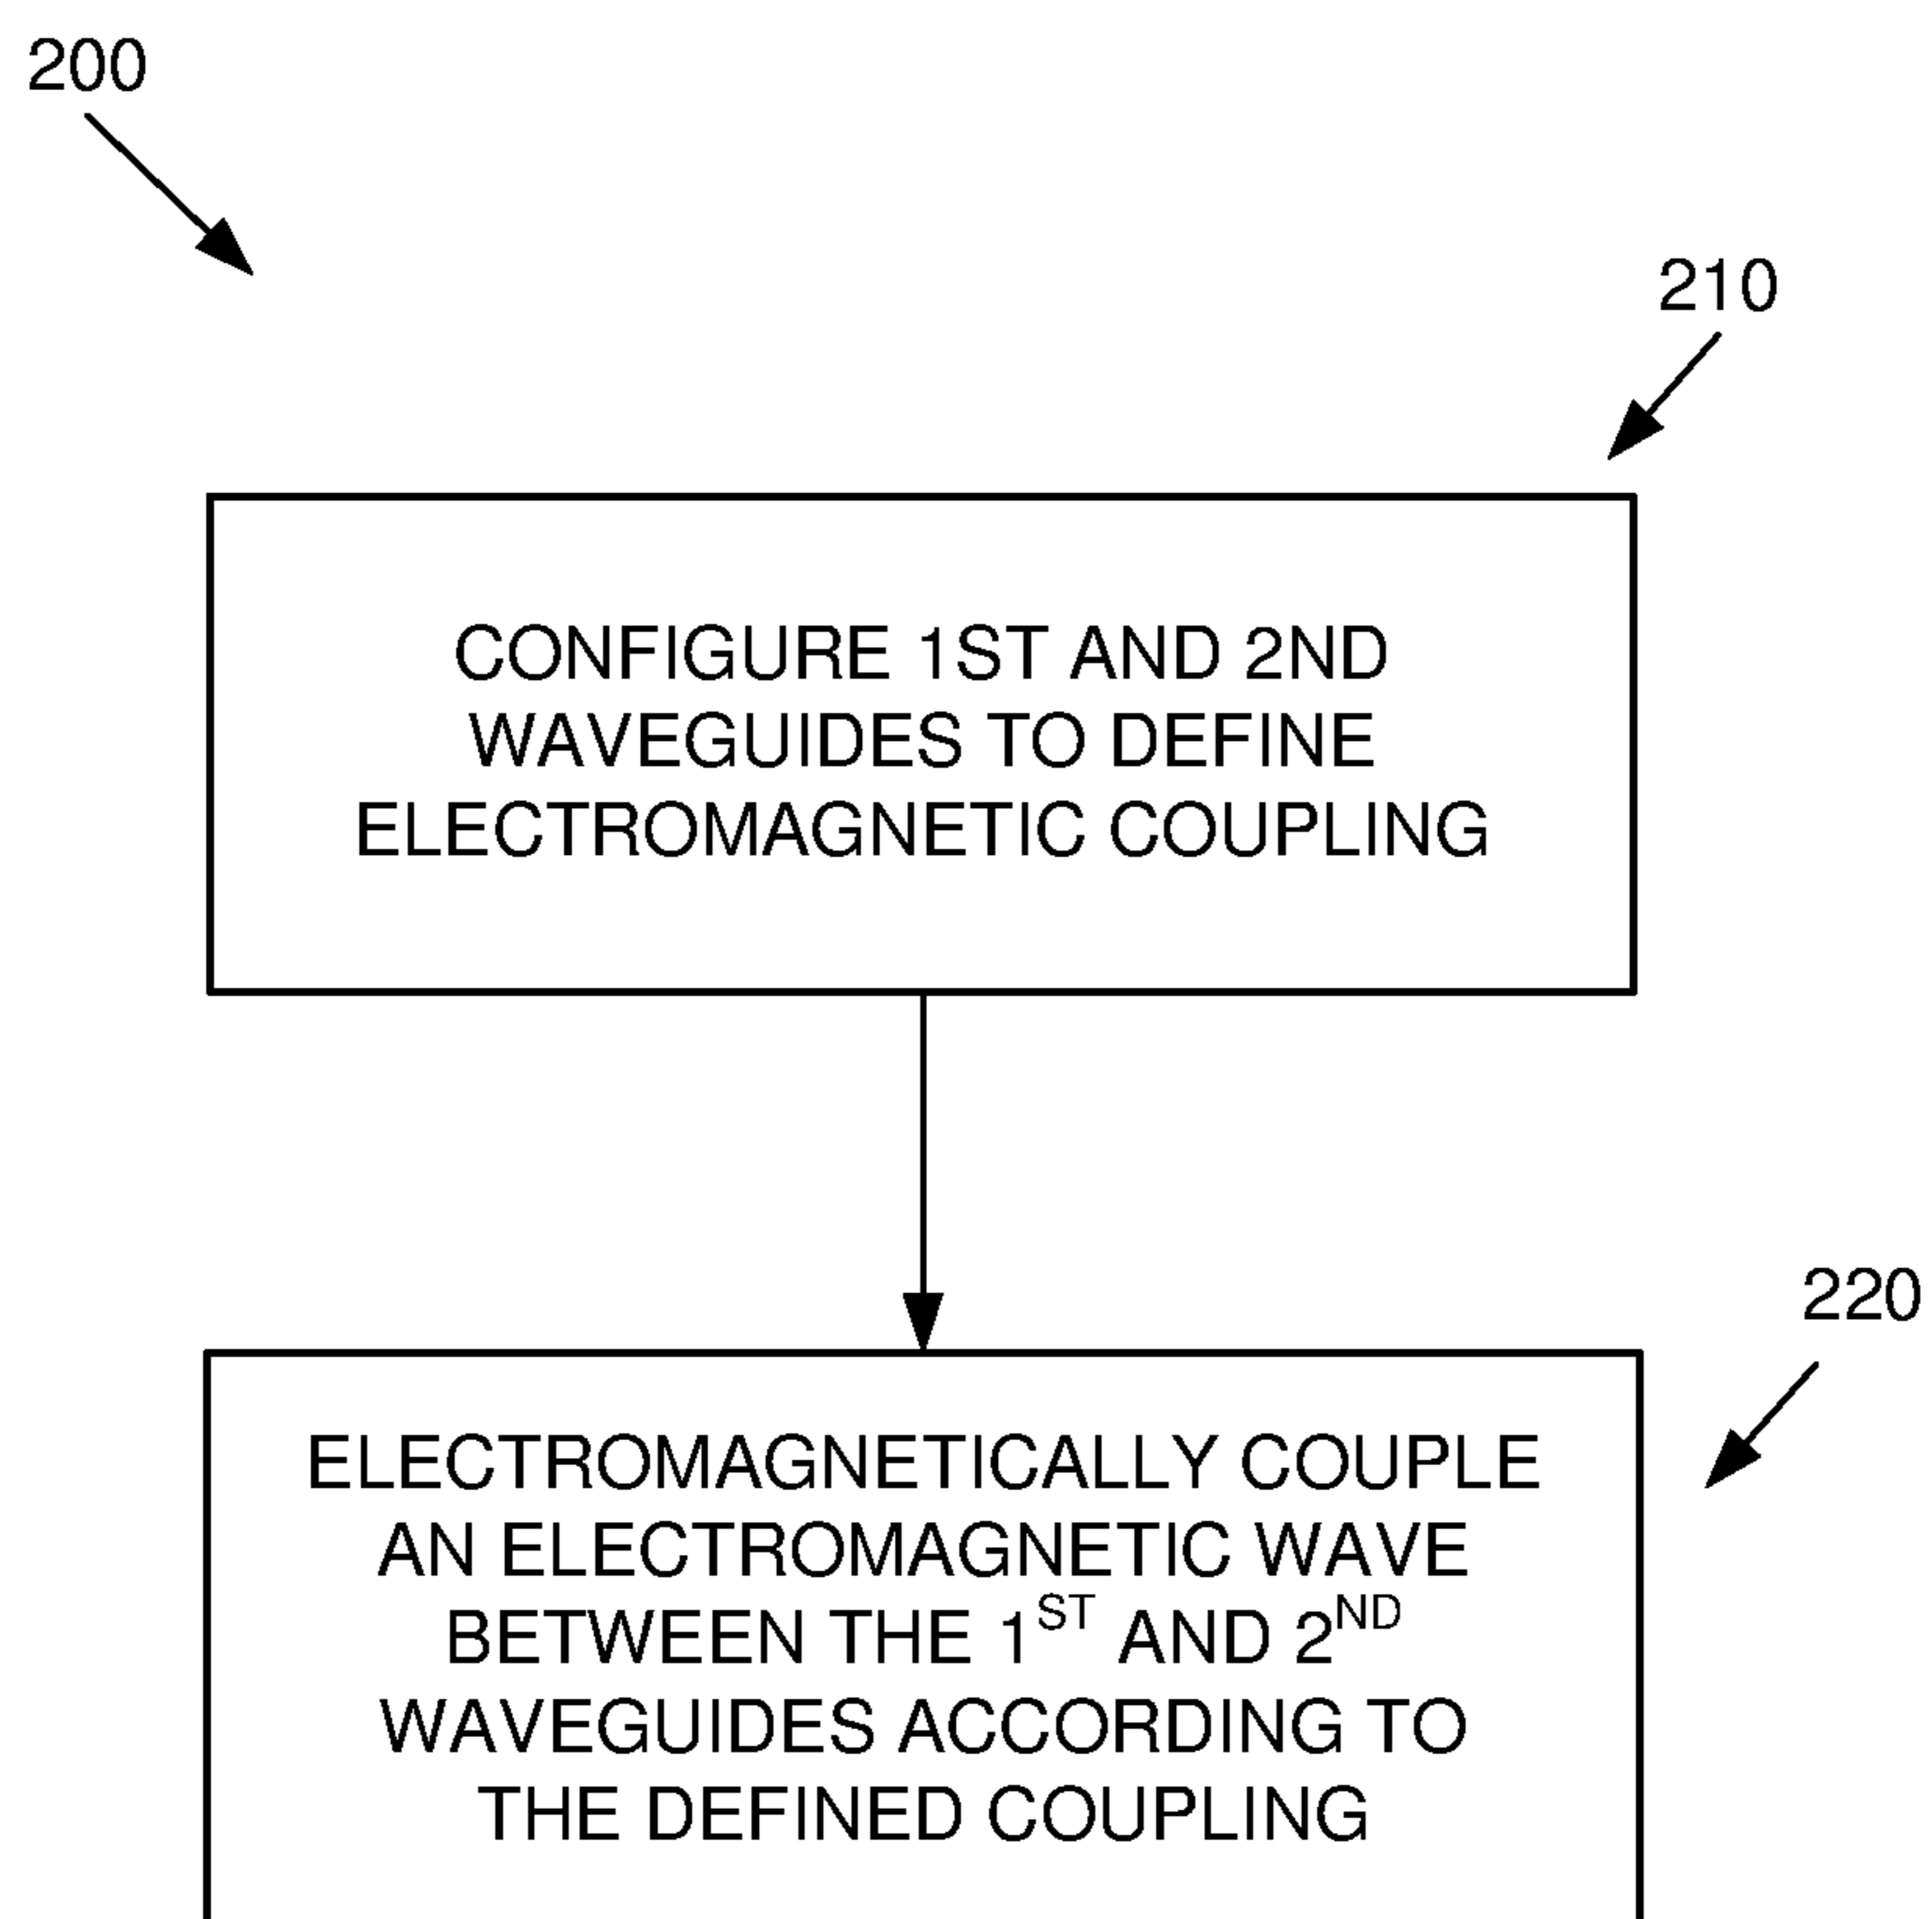 200
210
CONFIGURE 1ST AND 2ND
WAVEGUIDES TO DEFINE
ELECTROMAGNETIC COUPLING
220
ELECTROMAGNETICALLY COUPLE
AN ELECTROMAGNETIC WAVE
BETWEEN THE 1ST AND 2ND
WAVEGUIDES ACCORDING TO
THE DEFINED COUPLING